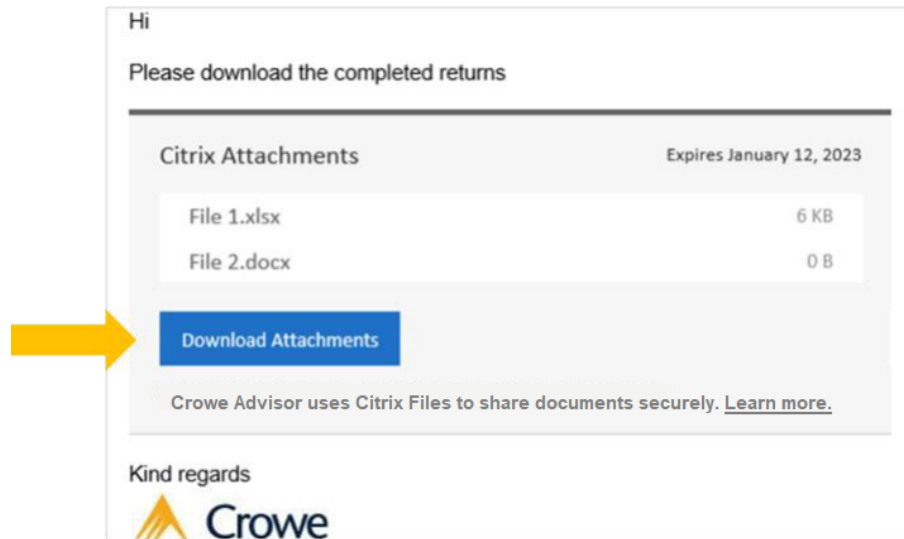 Hi
Please download the completed returns
Citrix Attachments Expires January 12, 2023
File 1.xlsx 6 KB
File 2.docx 0 B
Download Attachments
Crowe Advisor uses Citrix Files to share documents securely. Learn more.
Kind regards
Crowe